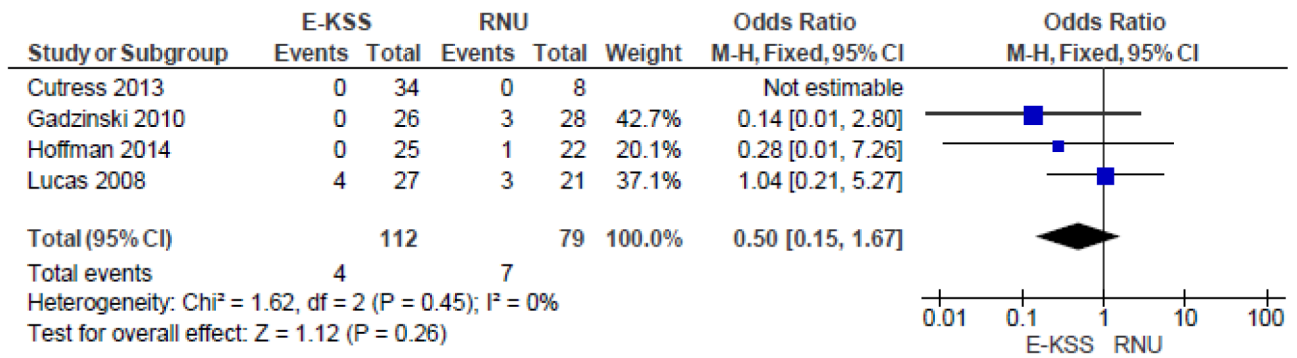 E-KSS RNU Odds Ratio Odds Ratio
Study or Subgroup Events Total Events Total Weight M-H, Fixed, 95% CI M-H, Fixed, 95% CI
Cutress 2013 0 34 0 8 Not estimable
Gadzinski 2010 0 26 3 28 42.7% 0.14 [0.01, 2.80]
Hoffman 2014 0 25 1 22 20.1% 0.28 [0.01, 7.26]
Lucas 2008 4 27 3 21 37.1% 1.04 [0.21, 5.27]
Total (95% CI) 112 79 100.0% 0.50 [0.15, 1.67]
Total events 4 7
Heterogeneity: Chi² = 1.62, df = 2 (P = 0.45); I² = 0%
Test for overall effect: Z = 1.12 (P = 0.26)
0.01 0.1 1 10 100
E-KSS RNU